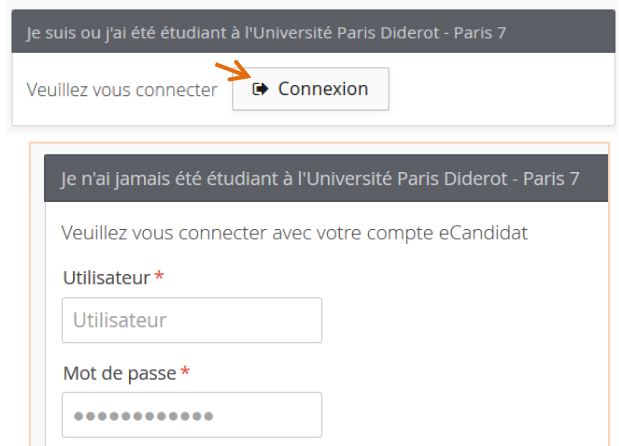 Je suis ou j'ai été étudiant à l'Université Paris Diderot - Paris 7
Veuillez vous connecter Connexion
Je n'ai jamais été étudiant à l'Université Paris Diderot - Paris 7
Veuillez vous connecter avec votre compte eCandidat
Utilisateur *
Utilisateur
Mot de passe *
●●●●●●●●●●●●